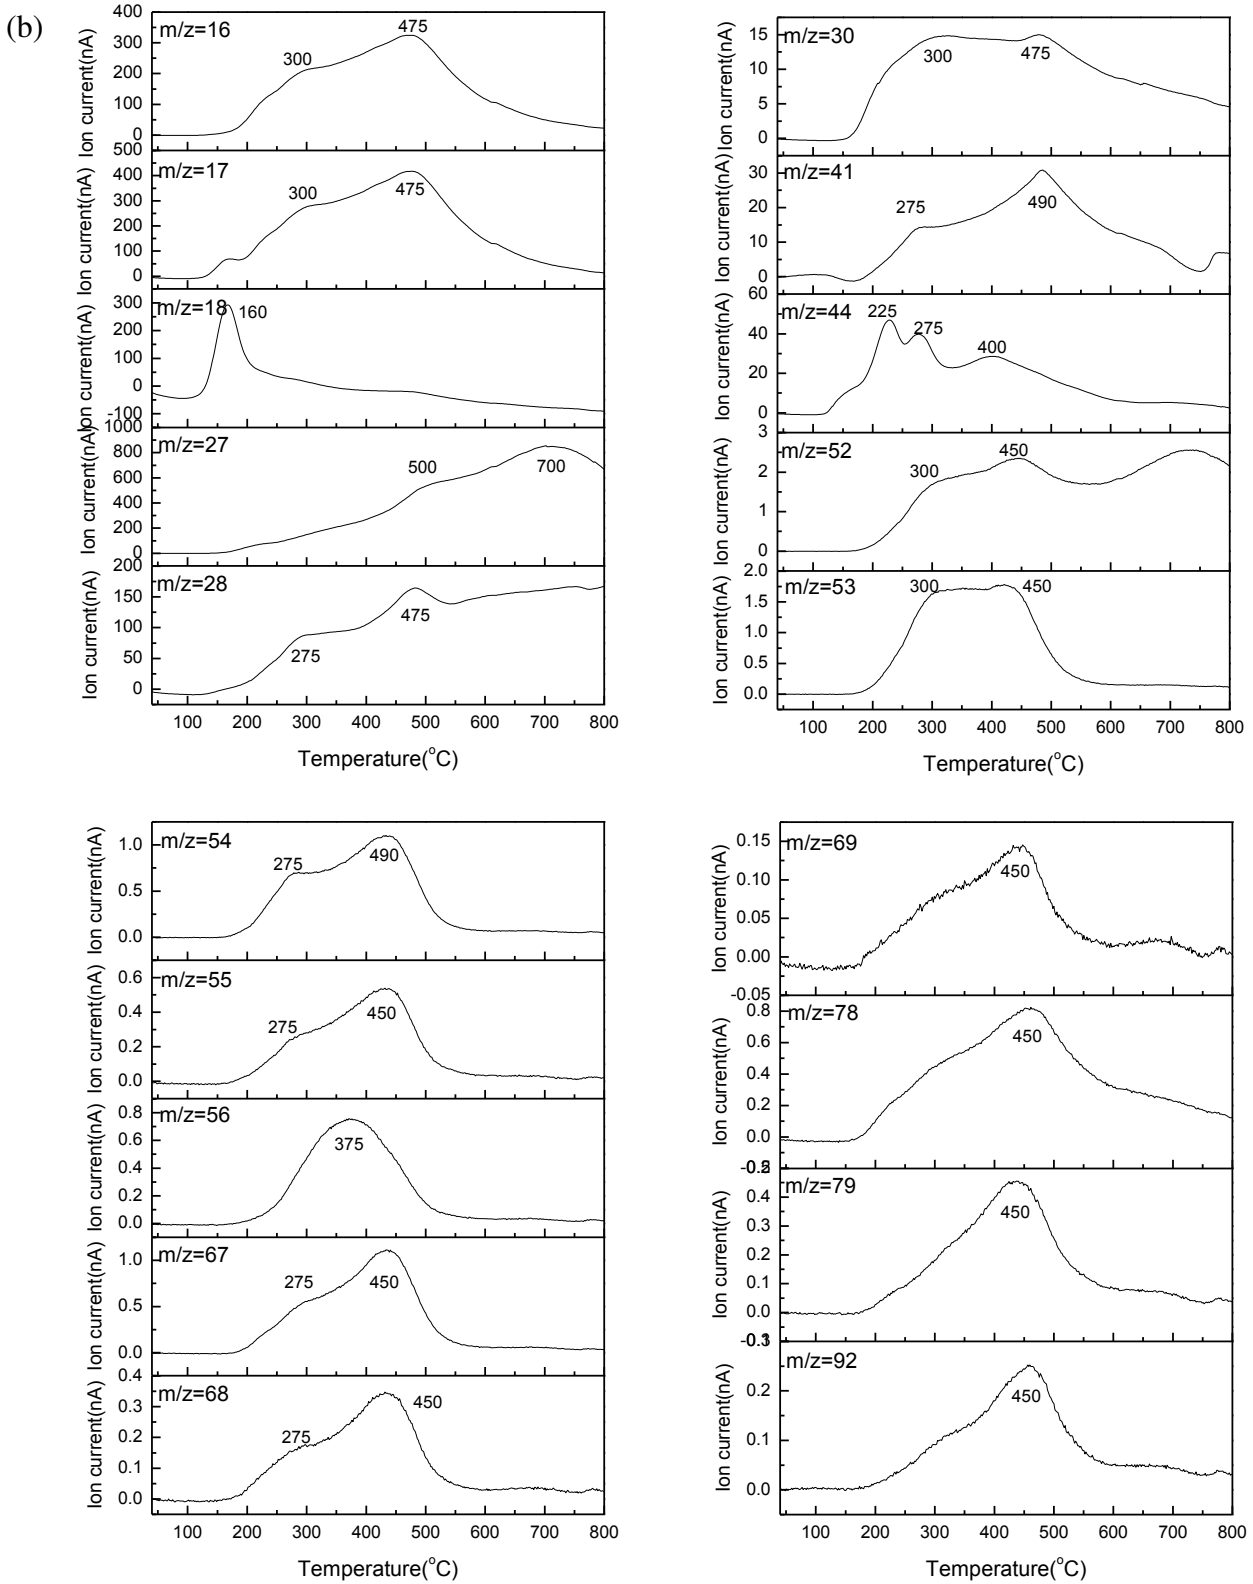 (b)
m/z=16
300
475
400
300
200
100
0
Ion current(nA)
m/z=17
300
475
500
400
300
200
100
0
Ion current(nA)
m/z=18
160
300
200
100
0
-100
Ion current(nA)
m/z=27
500
700
1000
800
600
400
200
0
Ion current(nA)
m/z=28
275
475
200
150
100
50
0
Ion current(nA)
100 200 300 400 500 600 700 800
Temperature(°C)
m/z=30
300
475
15
10
5
0
Ion current(nA)
m/z=41
275
490
30
20
10
0
Ion current(nA)
m/z=44
225
275
400
60
40
20
0
Ion current(nA)
m/z=52
300
450
3
2
1
0
Ion current(nA)
m/z=53
300
450
2.0
1.5
1.0
0.5
0.0
Ion current(nA)
100 200 300 400 500 600 700 800
Temperature(°C)
m/z=54
275
490
1.0
0.5
0.0
Ion current(nA)
m/z=55
275
450
0.6
0.4
0.2
0.0
Ion current(nA)
m/z=56
375
0.8
0.6
0.4
0.2
0.0
Ion current(nA)
m/z=67
275
450
1.0
0.5
0.0
Ion current(nA)
m/z=68
275
450
0.4
0.3
0.2
0.1
0.0
Ion current(nA)
100 200 300 400 500 600 700 800
Temperature(°C)
m/z=69
450
0.15
0.10
0.05
0.00
-0.05
Ion current(nA)
m/z=78
450
0.8
0.6
0.4
0.2
0.0
Ion current(nA)
m/z=79
450
0.4
0.3
0.2
0.1
0.0
Ion current(nA)
m/z=92
450
0.2
0.1
0.0
Ion current(nA)
100 200 300 400 500 600 700 800
Temperature(°C)